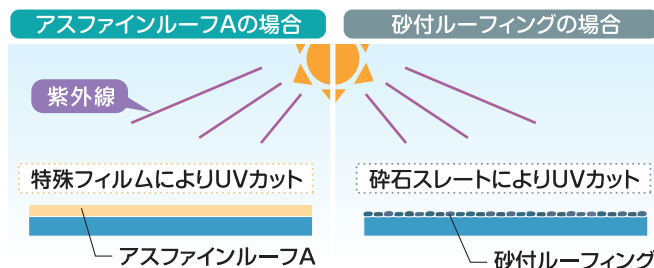 アスファインルーフAの場合
砂付ルーフィングの場合
紫外線
特殊フィルムによりUVカット
砕石スレートによりUVカット
アスファインルーフA
砂付ルーフィング